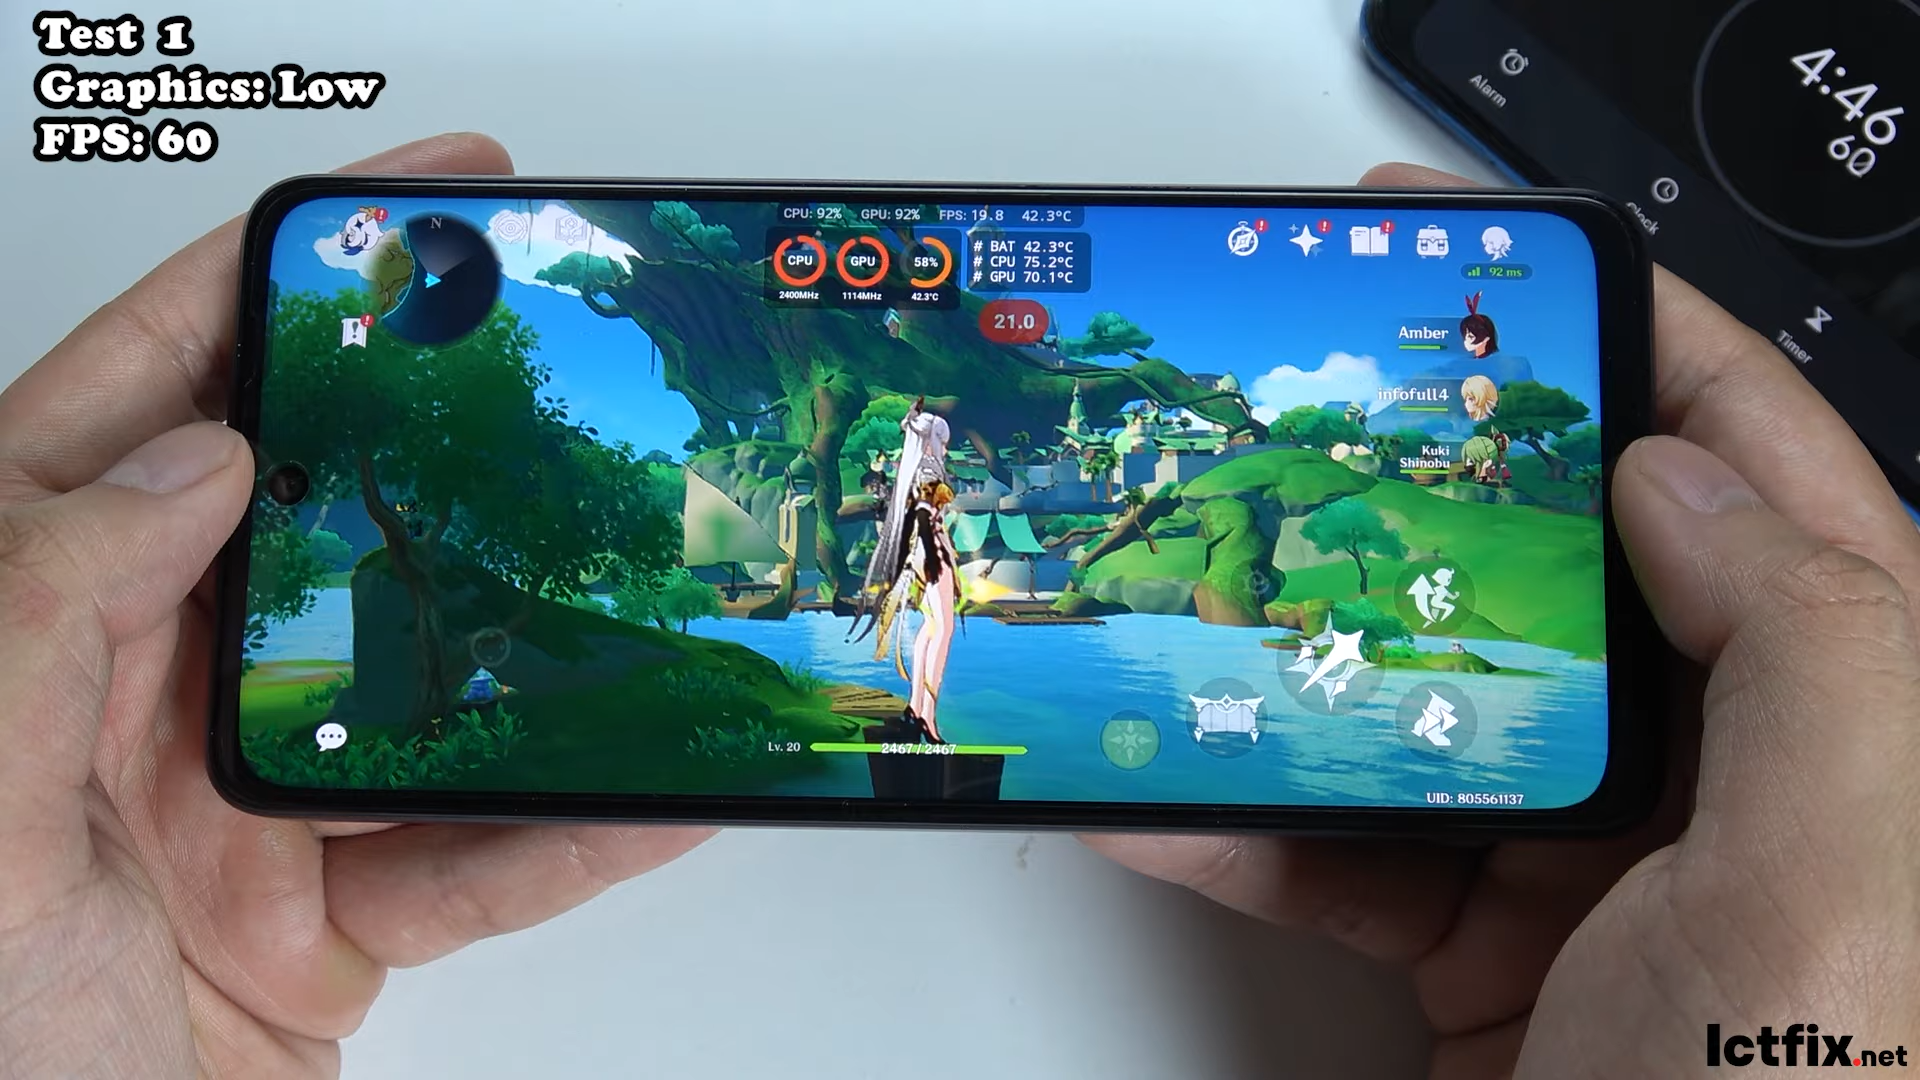 Test 1
Graphics: Low
FPS: 60
Alarm
4:46
60
Clock
Timer
N
CPU: 92% GPU: 92% FPS: 19.8 42.3°C
CPU
GPU
58%
2400MHz
1114MHz
42.3°C
# BAT 42.3°C
# CPU 75.2°C
# GPU 70.1°C
21.0
92 ms
Amber
infofull4
Kuki
Shinobu
Lv. 20
2467 / 2467
UID: 805561137
Ictfix.net